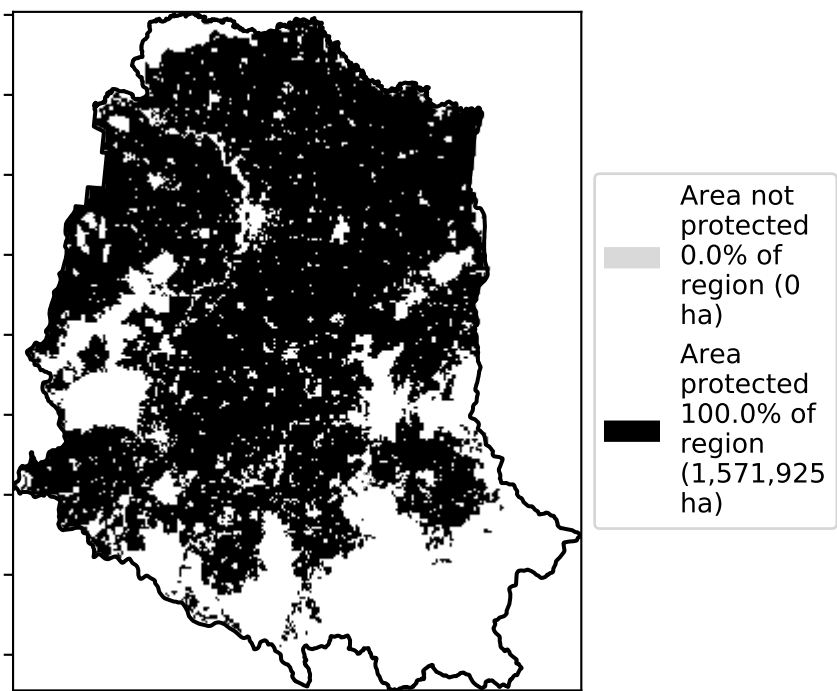 Area not
protected
0.0% of
region (0
ha)
Area
protected
100.0% of
region
(1,571,925
ha)